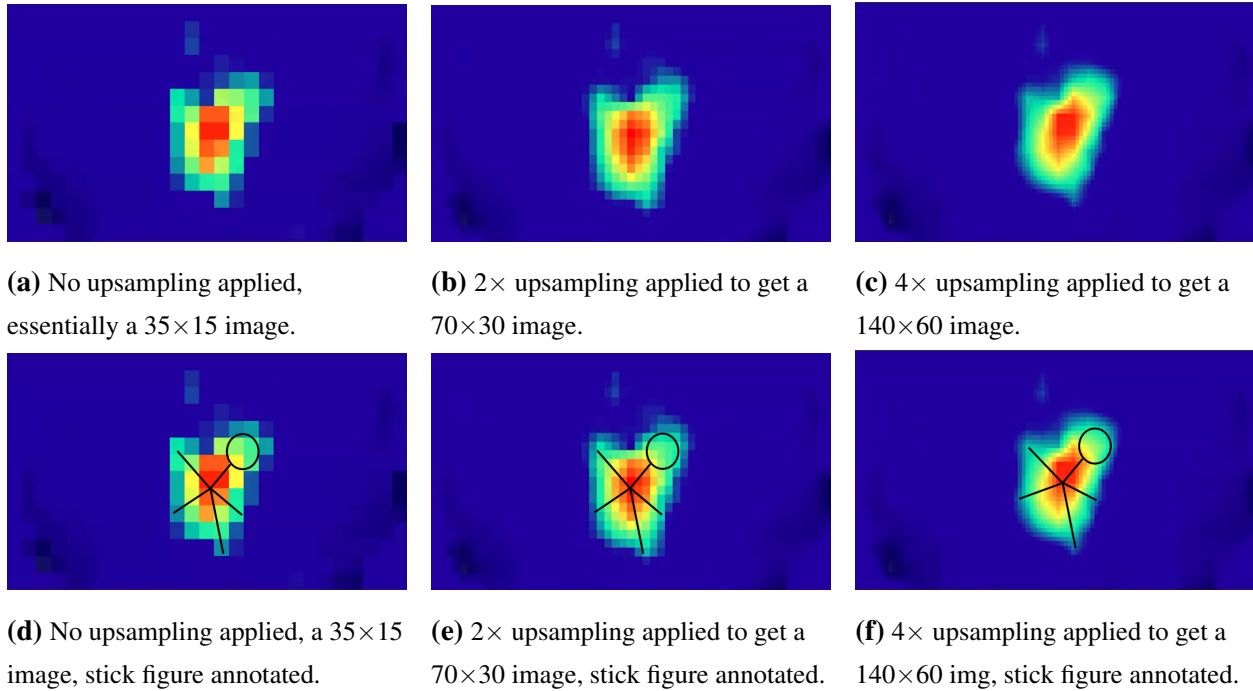 (a) No upsampling applied,
essentially a 35×15 image.
(b) 2× upsampling applied to get a
70×30 image.
(c) 4× upsampling applied to get a
140×60 image.
(d) No upsampling applied, a 35×15
image, stick figure annotated.
(e) 2× upsampling applied to get a
70×30 image, stick figure annotated.
(f) 4× upsampling applied to get a
140×60 img, stick figure annotated.